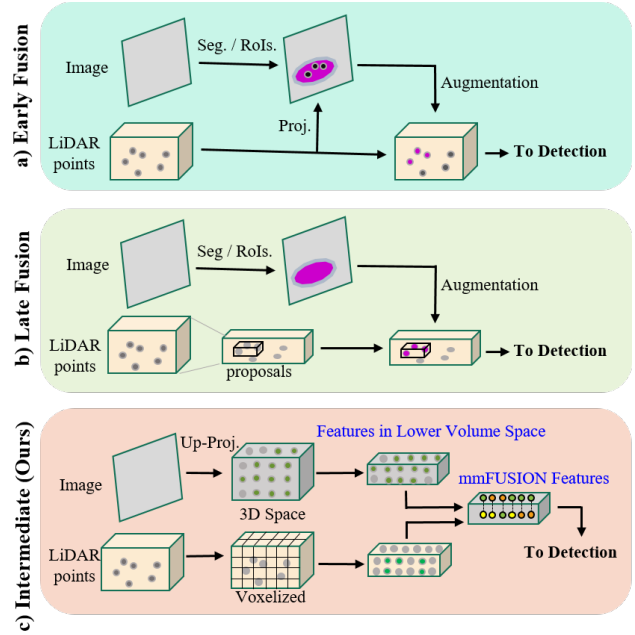 a) Early Fusion
Image
Seg. / RoIs.
Augmentation
Proj.
LiDAR
points
To Detection
b) Late Fusion
Image
Seg / RoIs.
Augmentation
LiDAR
points
proposals
To Detection
c) Intermediate (Ours)
Image
Up-Proj.
3D Space
Features in Lower Volume Space
mmFUSION Features
LiDAR
points
Voxelized
To Detection